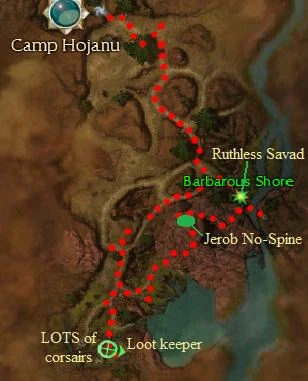 Camp Hojanu
Ruthless Savad
Barbarous Shore
Jerob No-Spine
LOTS of
corsairs
Loot keeper